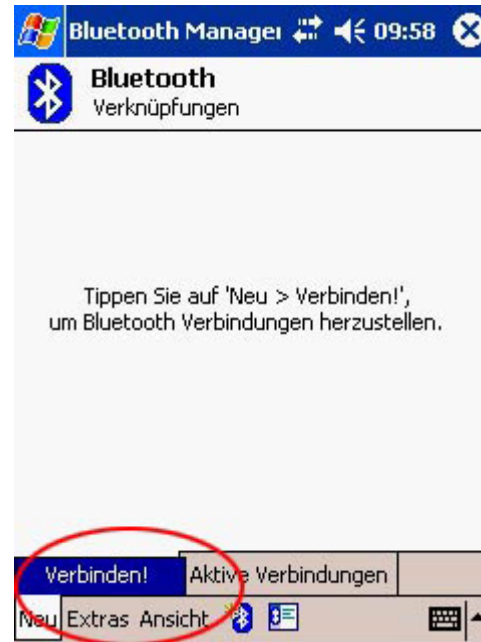 Bluetooth Manager 09:58
Bluetooth
Verknüpfungen
Tippen Sie auf 'Neu > Verbinden!',
um Bluetooth Verbindungen herzustellen.
Verbinden! Aktive Verbindungen
Neu Extras Ansicht